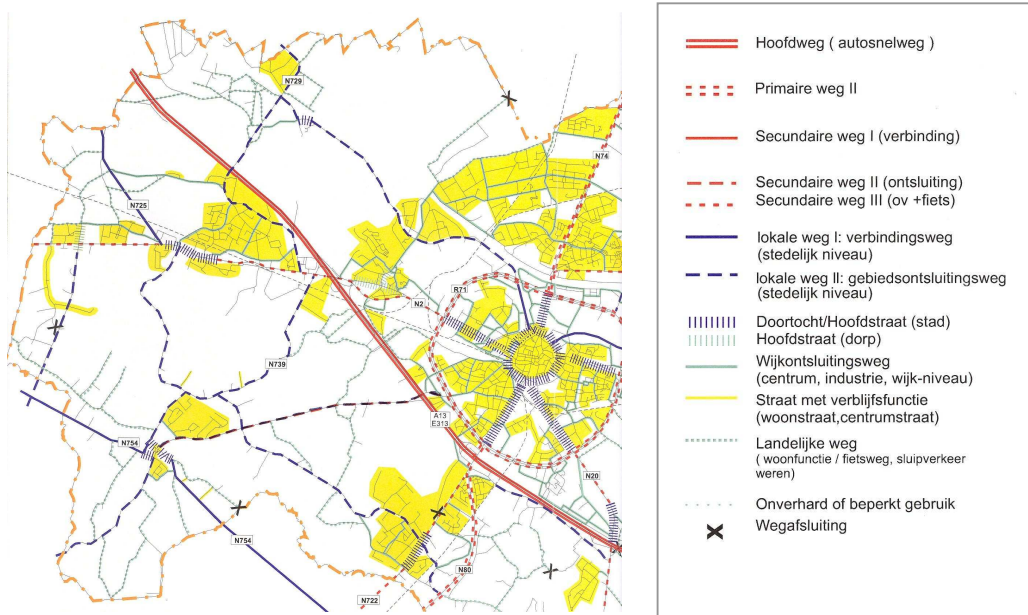 N729
N74
N725
R71
N2
N739
A13
E313
N754
N20
N754
N80
N722
Hoofdweg ( autosnelweg )
Primaire weg II
Secundaire weg I (verbinding)
Secundaire weg II (ontsluiting)
Secundaire weg III (ov +fiets)
lokale weg I: verbindingsweg
(stedelijk niveau)
lokale weg II: gebiedsontsluitingsweg
(stedelijk niveau)
Doortocht/Hoofdstraat (stad)
Hoofdstraat (dorp)
Wijkontsluitingsweg
(centrum, industrie, wijk-niveau)
Straat met verblijfsfunctie
(woonstraat,centrumstraat)
Landelijke weg
( woonfunctie / fietsweg, sluipverkeer
weren)
Onverhard of beperkt gebruik
Wegafsluiting